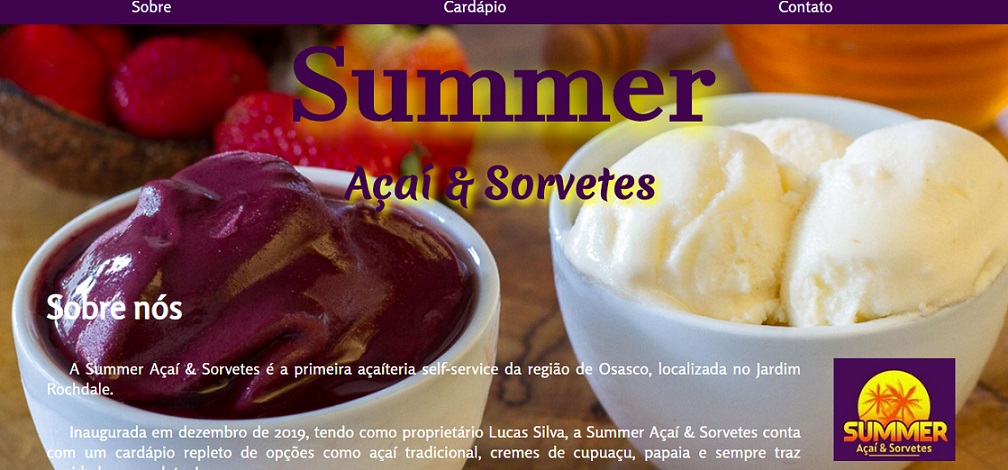 Sobre
Cardápio
Contato
Summer
Açaí & Sorvetes
Sobre nós
A Summer Açaí & Sorvetes é a primeira açaíteria self-service da região de Osasco, localizada no Jardim
Rochdale.
Inaugurada em dezembro de 2019, tendo como proprietário Lucas Silva, a Summer Açaí & Sorvetes conta
com um cardápio repleto de opções como açaí tradicional, cremes de cupuaçu, papaia e sempre traz
SUMMER
Açaí & Sorvetes